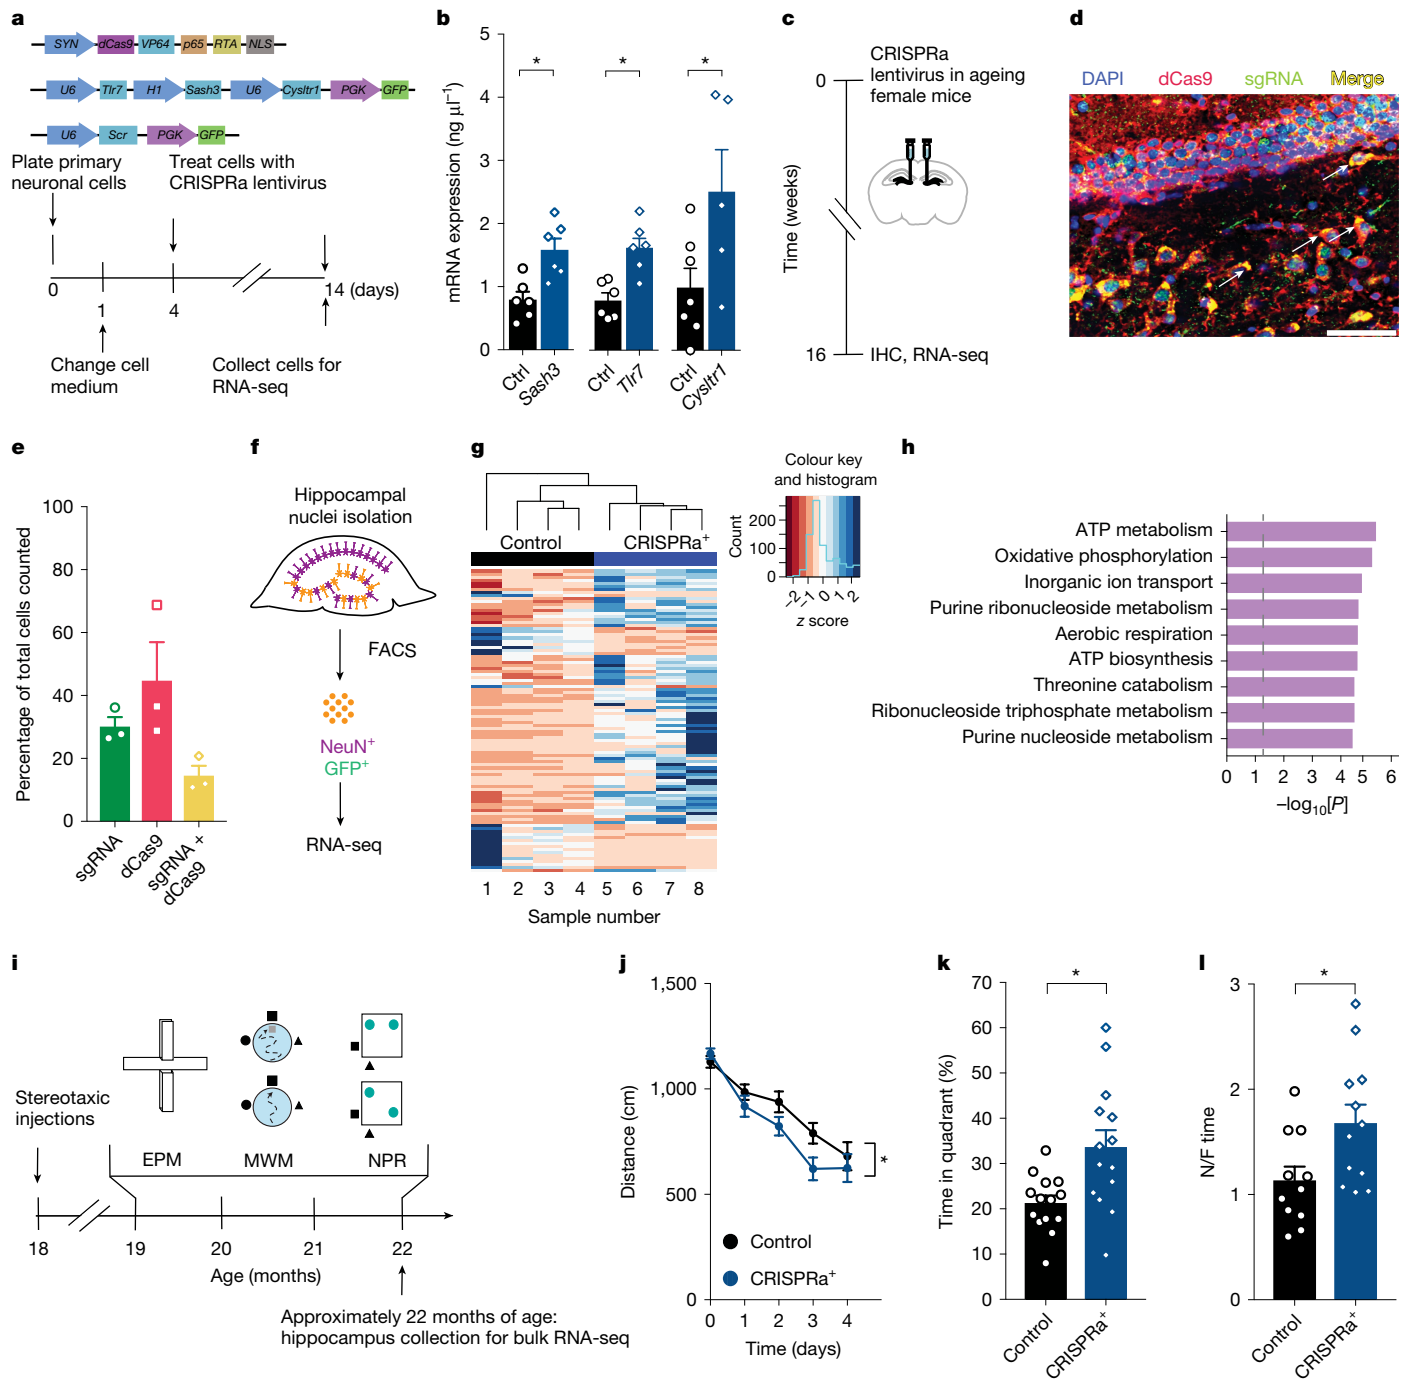 a
SYN dCas9 VP64 p65 RTA NLS
U6 Tlr7 H1 Sash3 U6 Cysltr1 PGK GFP
U6 Scr PGK GFP
Plate primary
neuronal cells
Treat cells with
CRISPRa lentivirus
0 1 4 14 (days)
Change cell
medium
Collect cells for
RNA-seq
b
mRNA expression (ng μl⁻¹)
5
4
3
2
1
0
* * *
Ctrl Sash3 Ctrl Tlr7 Ctrl Cysltr1
c
Time (weeks)
0
CRISPRa
lentivirus in ageing
female mice
16
IHC, RNA-seq
d
DAPI dCas9 sgRNA Merge
e
Percentage of total cells counted
100
80
60
40
20
0
sgRNA
dCas9
sgRNA +
dCas9
f
Hippocampal
nuclei isolation
FACS
NeuN⁺
GFP⁺
RNA-seq
g
Control CRISPRa⁺
1 2 3 4 5 6 7 8
Sample number
Colour key
and histogram
Count
200
100
0
−2 −1 0 1 2
z score
h
ATP metabolism
Oxidative phosphorylation
Inorganic ion transport
Purine ribonucleoside metabolism
Aerobic respiration
ATP biosynthesis
Threonine catabolism
Ribonucleoside triphosphate metabolism
Purine nucleoside metabolism
0 1 2 3 4 5 6
−log₁₀[P]
i
Stereotaxic
injections
EPM MWM NPR
18 19 20 21 22
Age (months)
Approximately 22 months of age:
hippocampus collection for bulk RNA-seq
j
Distance (cm)
1,500
1,000
500
0
*
Control
CRISPRa⁺
0 1 2 3 4
Time (days)
k
Time in quadrant (%)
70
60
50
40
30
20
10
0
*
Control CRISPRa⁺
l
N/F time
3
2
1
0
*
Control CRISPRa⁺